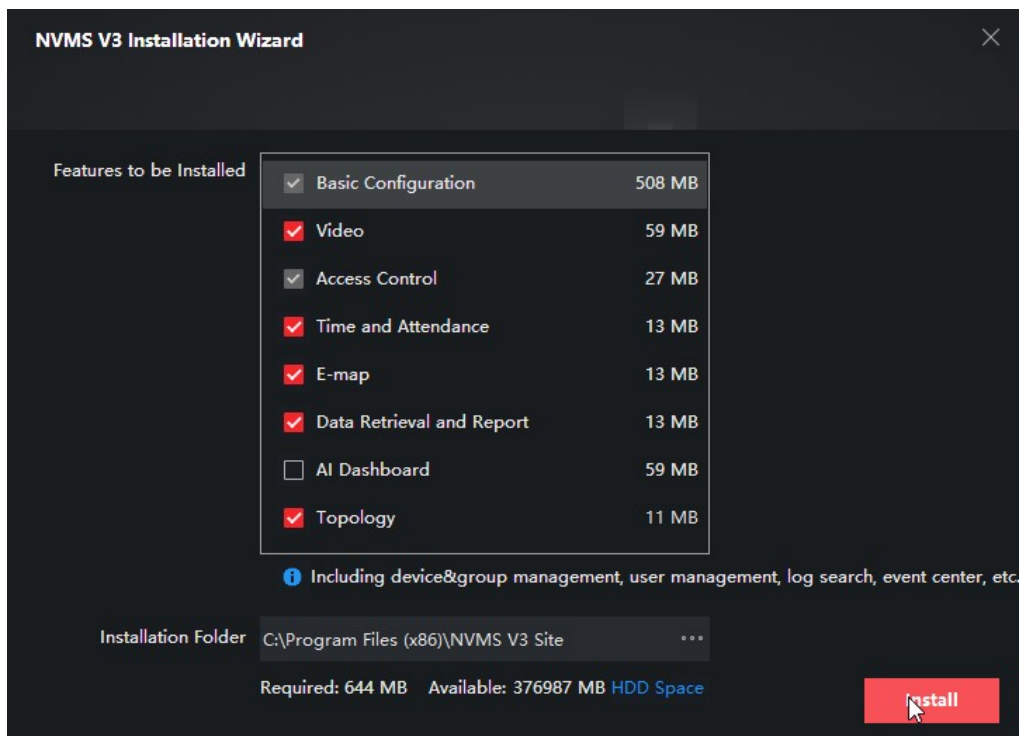 NVMS V3 Installation Wizard
Features to be Installed
Basic Configuration 508 MB
Video 59 MB
Access Control 27 MB
Time and Attendance 13 MB
E-map 13 MB
Data Retrieval and Report 13 MB
AI Dashboard 59 MB
Topology 11 MB
Including device&group management, user management, log search, event center, etc.
Installation Folder C:\Program Files (x86)\NVMS V3 Site
Required: 644 MB Available: 376987 MB HDD Space
Install